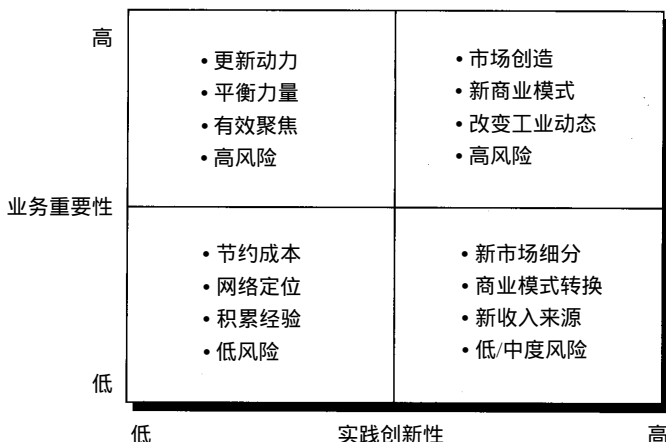 高
• 更新动力
• 平衡力量
• 有效聚焦
• 高风险
• 市场创造
• 新商业模式
• 改变工业动态
• 高风险
业务重要性
• 节约成本
• 网络定位
• 积累经验
• 低风险
• 新市场细分
• 商业模式转换
• 新收入来源
• 低/中度风险
低
低 实践创新性 高